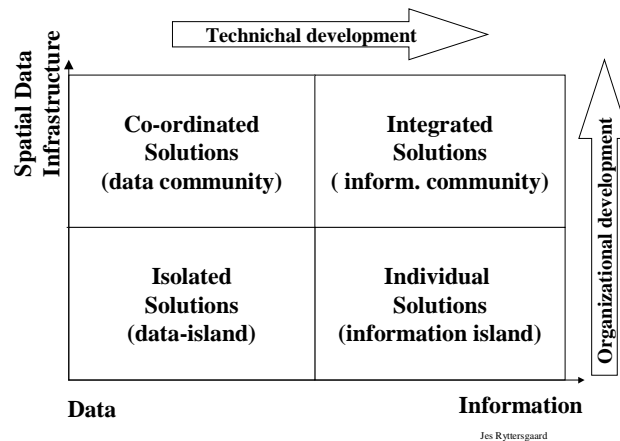 Technichal development
Spatial Data
Infrastructure
Co-ordinated
Solutions
(data community)
Integrated
Solutions
( inform. community)
Organizational development
Isolated
Solutions
(data-island)
Individual
Solutions
(information island)
Data
Information
Jes Ryttersgaard